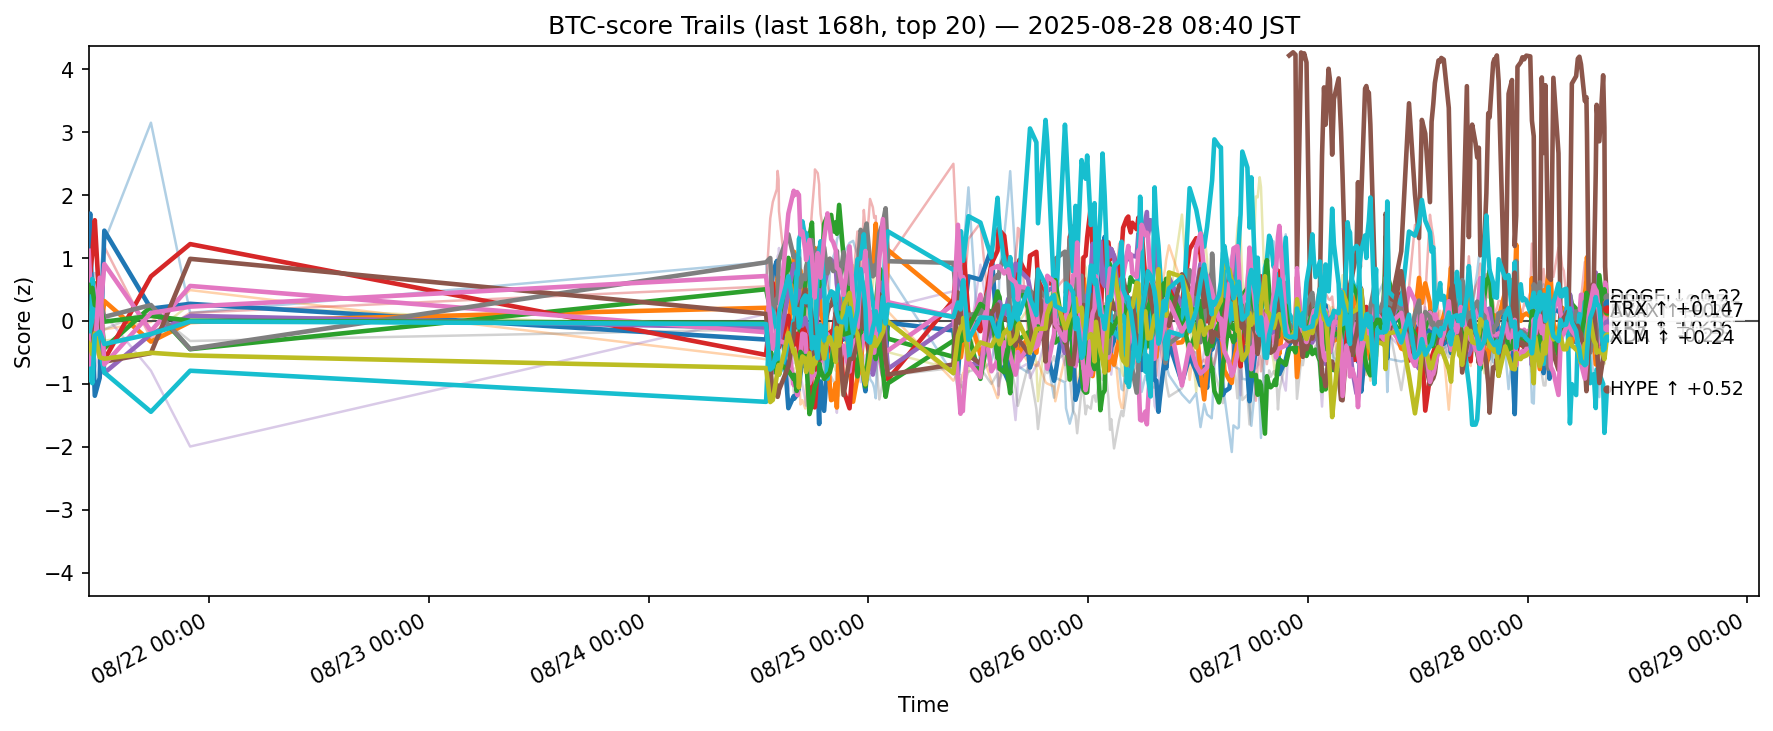 BTC-score Trails (last 168h, top 20) — 2025-08-28 08:40 JST
Score (z)
4
3
2
1
0
−1
−2
−3
−4
TRX ↑ +0.14
XLM ↑ +0.24
HYPE ↑ +0.52
08/22 00:00
08/23 00:00
08/24 00:00
08/25 00:00
08/26 00:00
08/27 00:00
08/28 00:00
08/29 00:00
Time